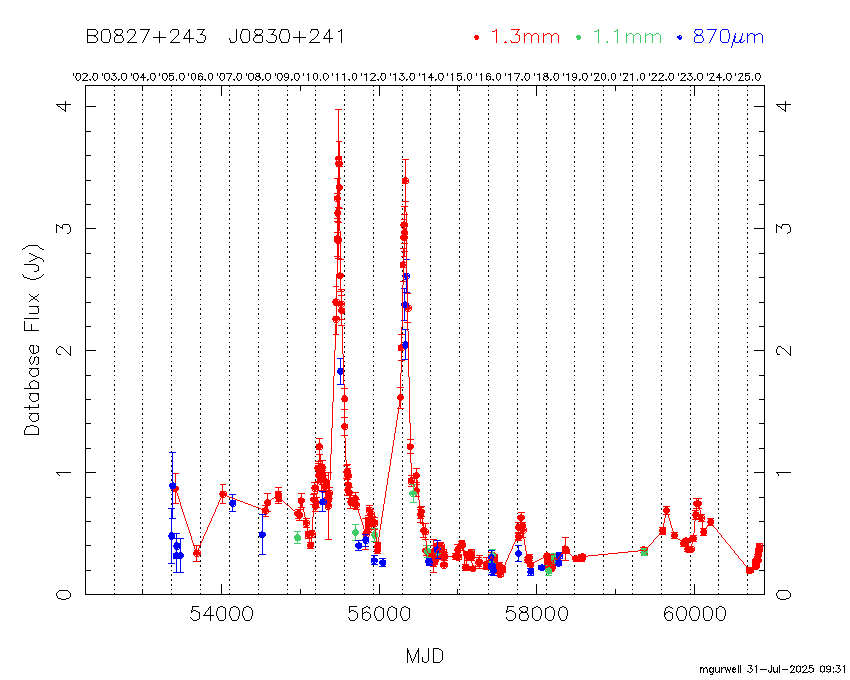 B0827+243 J0830+241 1.3mm 1.1mm 870μm
'02.0 '03.0 '04.0 '05.0 '06.0 '07.0 '08.0 '09.0 '10.0 '11.0 '12.0 '13.0 '14.0 '15.0 '16.0 '17.0 '18.0 '19.0 '20.0 '21.0 '22.0 '23.0 '24.0 '25.0
4 4
3 3
Database Flux (Jy)
2 2
1 1
0 0
54000 56000 58000 60000
MJD
mgurwell 31-Jul-2025 09:31